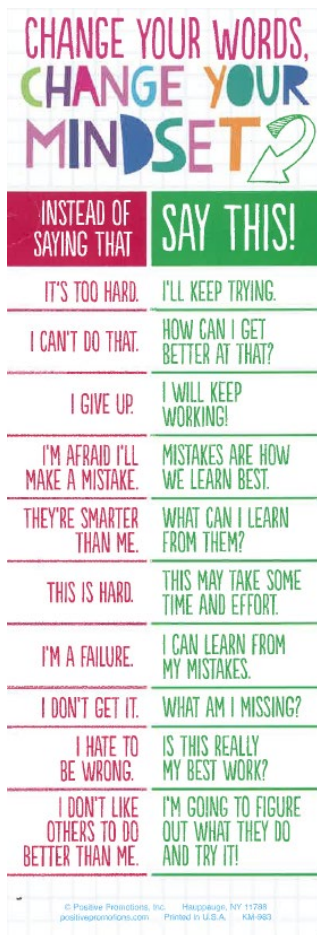 CHANGE YOUR WORDS,
CHANGE YOUR
MINDSET
INSTEAD OF
SAYING THAT
SAY THIS!
IT'S TOO HARD.
I'LL KEEP TRYING.
I CAN'T DO THAT.
HOW CAN I GET
BETTER AT THAT?
I GIVE UP.
I WILL KEEP
WORKING!
I'M AFRAID I'LL
MAKE A MISTAKE.
MISTAKES ARE HOW
WE LEARN BEST.
THEY'RE SMARTER
THAN ME.
WHAT CAN I LEARN
FROM THEM?
THIS IS HARD.
THIS MAY TAKE SOME
TIME AND EFFORT.
I'M A FAILURE.
I CAN LEARN FROM
MY MISTAKES.
I DON'T GET IT.
WHAT AM I MISSING?
I HATE TO
BE WRONG.
IS THIS REALLY
MY BEST WORK?
I DON'T LIKE
OTHERS TO DO
BETTER THAN ME.
I'M GOING TO FIGURE
OUT WHAT THEY DO
AND TRY IT!
© Positive Promotions, Inc. Hauppauge, NY 11788
positivepromotions.com Printed in U.S.A. KM-983